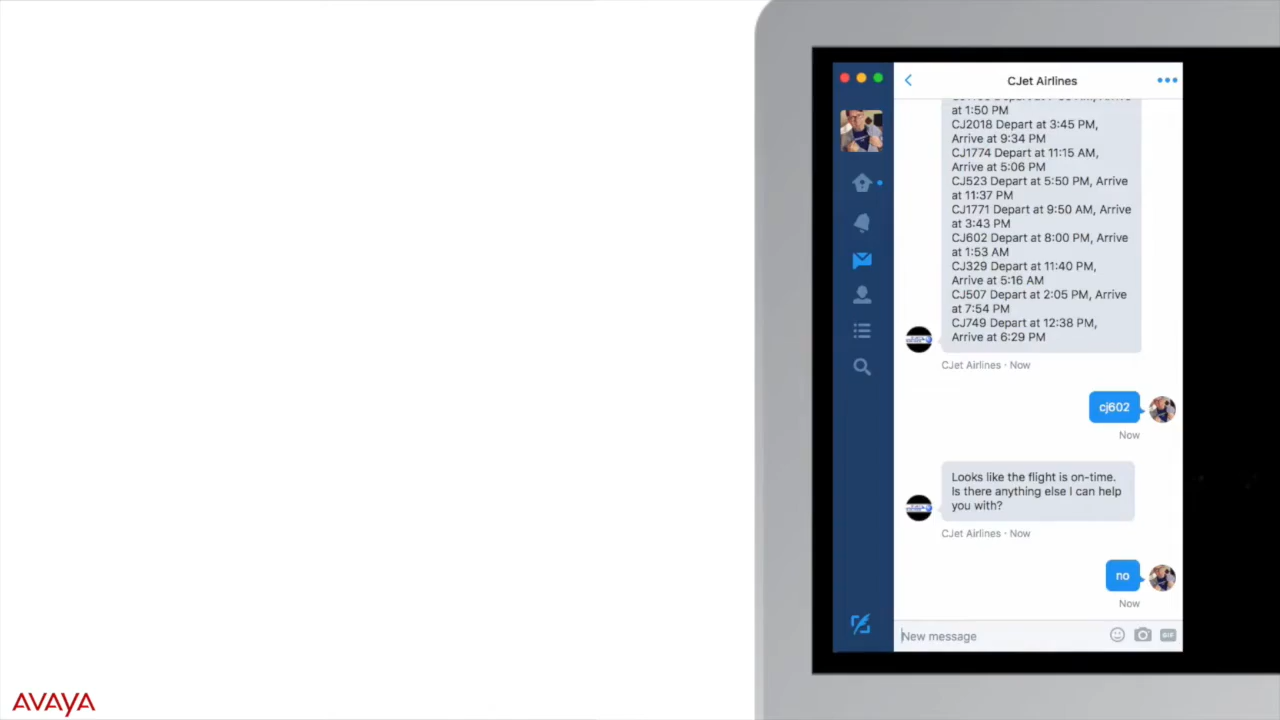 CJet Airlines
at 1:50 PM
CJ2018 Depart at 3:45 PM,
Arrive at 9:34 PM
CJ1774 Depart at 11:15 AM,
Arrive at 5:06 PM
CJ523 Depart at 5:50 PM, Arrive
at 11:37 PM
CJ1771 Depart at 9:50 AM, Arrive
at 3:43 PM
CJ602 Depart at 8:00 PM, Arrive
at 1:53 AM
CJ329 Depart at 11:40 PM,
Arrive at 5:16 AM
CJ507 Depart at 2:05 PM, Arrive
at 7:54 PM
CJ749 Depart at 12:38 PM,
Arrive at 6:29 PM
CJet Airlines · Now
cj602
Now
Looks like the flight is on-time.
Is there anything else I can help
you with?
CJet Airlines · Now
no
Now
New message
GIF
AVAYA